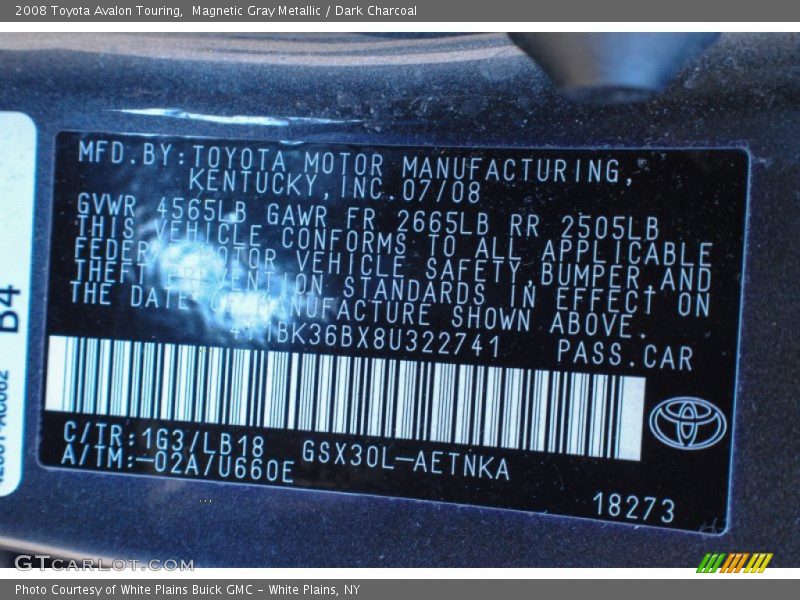 2008 Toyota Avalon Touring,  Magnetic Gray Metallic / Dark Charcoal
MFD.BY:TOYOTA MOTOR MANUFACTURING,
KENTUCKY,INC.07/08
GVWR 4565LB GAWR FR 2665LB RR 2505LB
THIS VEHICLE CONFORMS TO ALL APPLICABLE
FEDERAL MOTOR VEHICLE SAFETY,BUMPER,AND
THEFT PREVENTION STANDARDS IN EFFECT ON
THE DATE OF MANUFACTURE SHOWN ABOVE.
4T1BK36BX8U322741 PASS.CAR
C/TR:1G3/LB18 GSX30L-AETNKA
A/TM:-02A/U660E
18273
B4
GTCarLot.com
Photo Courtesy of White Plains Buick GMC - White Plains, NY